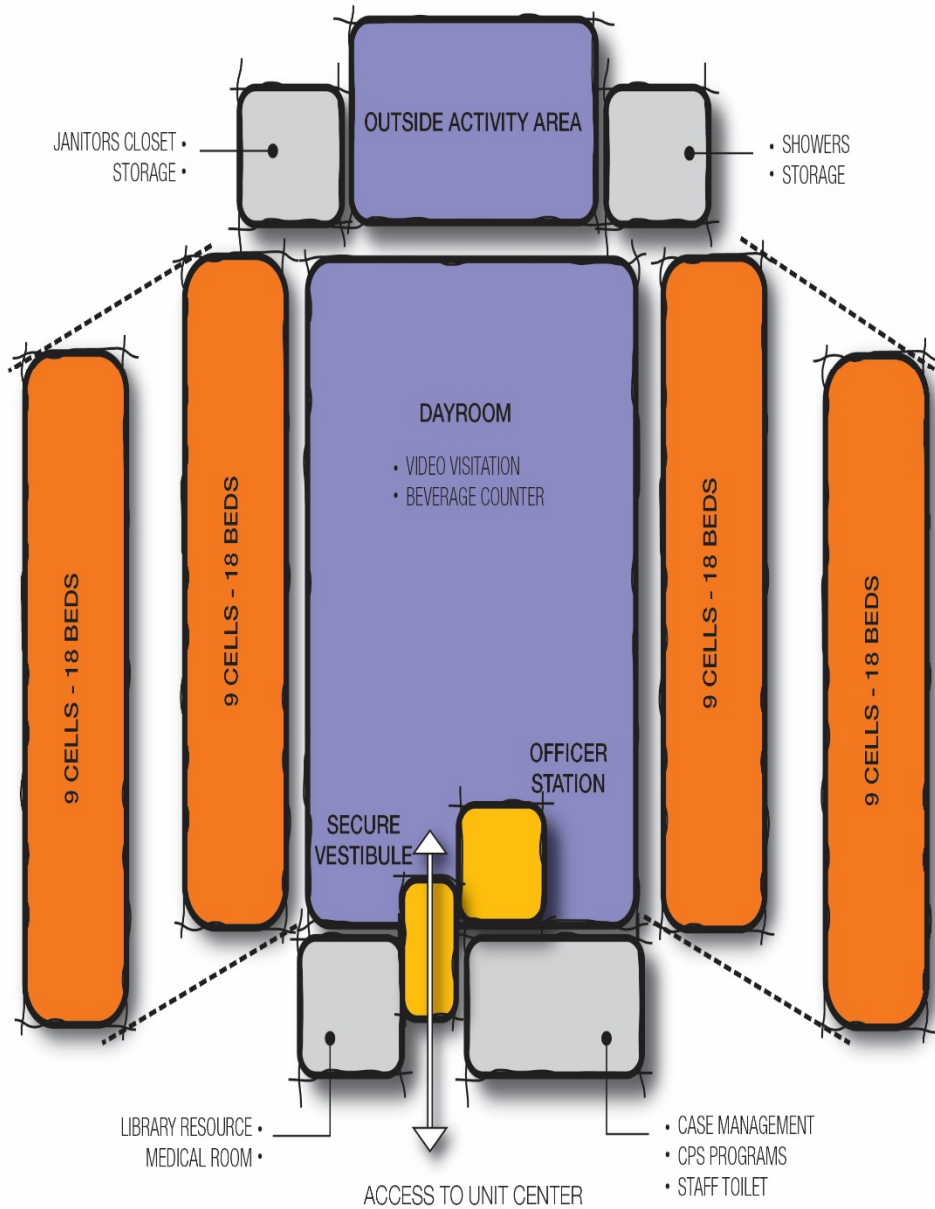 OUTSIDE ACTIVITY AREA
JANITORS CLOSET •
STORAGE •
• SHOWERS
• STORAGE
9 CELLS - 18 BEDS
9 CELLS - 18 BEDS
DAYROOM
• VIDEO VISITATION
• BEVERAGE COUNTER
9 CELLS - 18 BEDS
9 CELLS - 18 BEDS
OFFICER
STATION
SECURE
VESTIBULE
LIBRARY RESOURCE •
MEDICAL ROOM •
• CASE MANAGEMENT
• CPS PROGRAMS
• STAFF TOILET
ACCESS TO UNIT CENTER